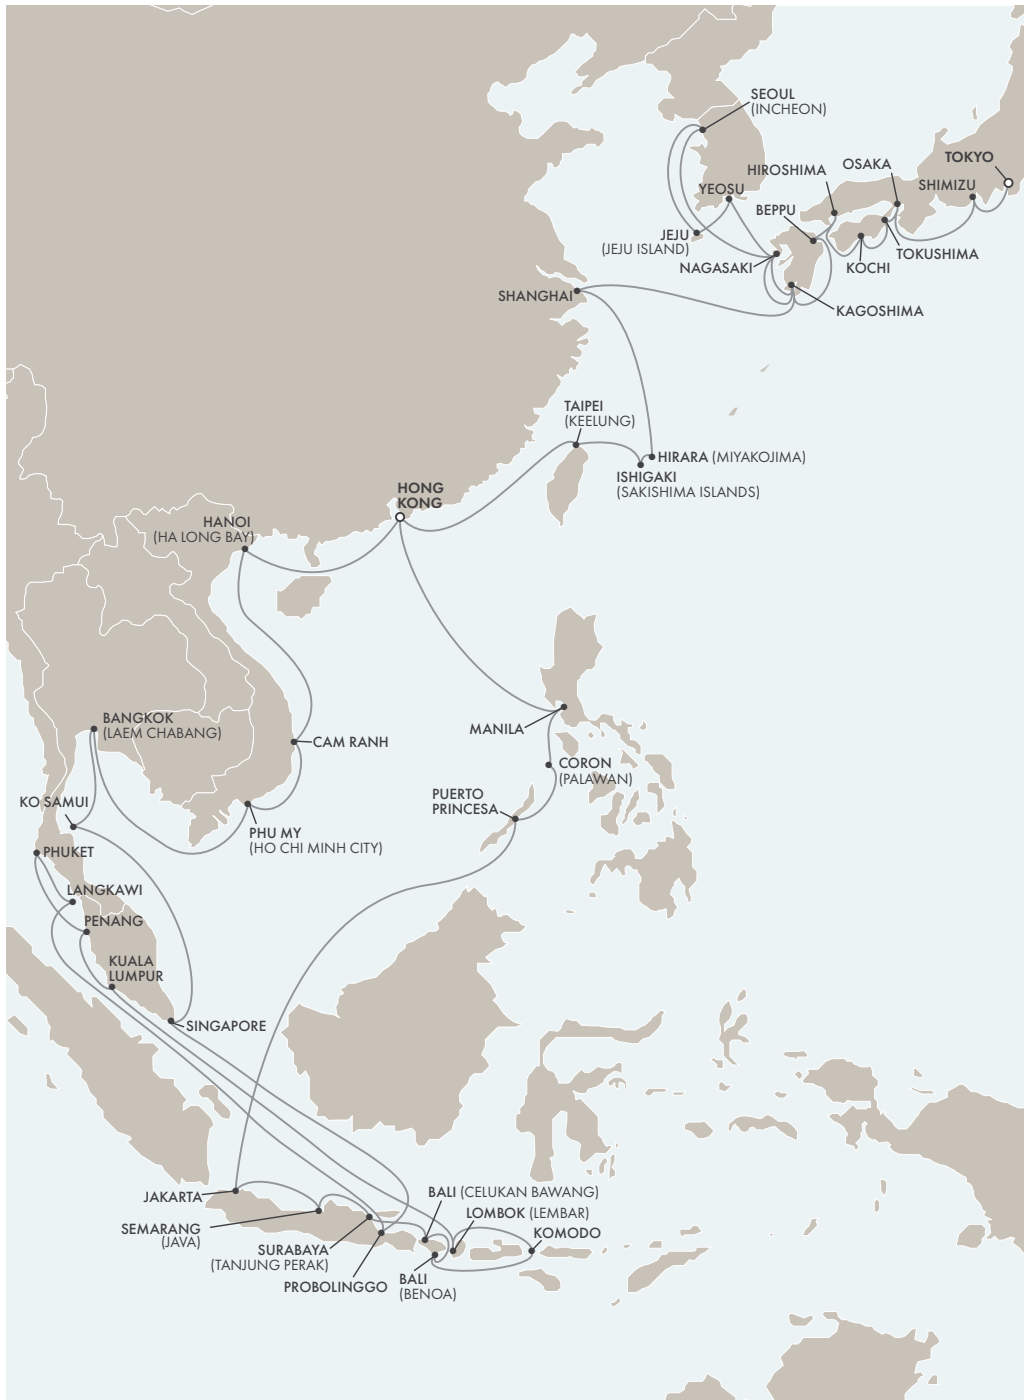 SEOUL
(INCHEON)
TOKYO
OSAKA
HIROSHIMA
SHIMIZU
YEOSU
BEPPU
JEJU
(JEJU ISLAND)
TOKUSHIMA
NAGASAKI
KOCHI
SHANGHAI
KAGOSHIMA
TAIPEI
(KEELUNG)
HIRARA (MIYAKOJIMA)
ISHIGAKI
(SAKISHIMA ISLANDS)
HONG
KONG
HANOI
(HA LONG BAY)
BANGKOK
(LAEM CHABANG)
MANILA
CAM RANH
CORON
(PALAWAN)
PUERTO
PRINCESA
KO SAMUI
PHU MY
(HO CHI MINH CITY)
PHUKET
LANGKAWI
PENANG
KUALA
LUMPUR
SINGAPORE
JAKARTA
BALI (CELUKAN BAWANG)
LOMBOK (LEMBAR)
SEMARANG
(JAVA)
KOMODO
SURABAYA
(TANJUNG PERAK)
PROBOLINGGO
BALI
(BENOA)